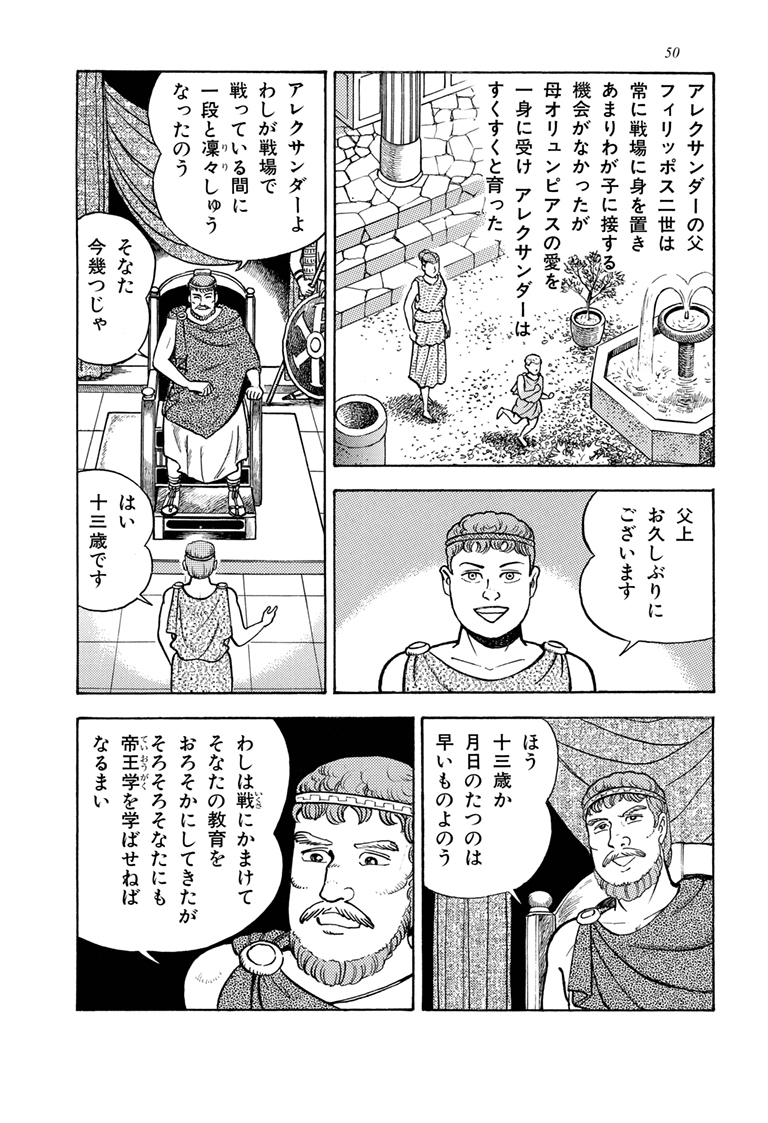 50
アレクサンダーの父
フィリッポス二世は
常に戦場に身を置き
あまりわが子に接する
機会がなかったが
母オリュンピアスの愛を
一身に受け アレクサンダーは
すくすくと育った
父上
お久しぶりに
ございます
アレクサンダーよ
わしが戦場で
戦っている間に
一段と凜々しゅう
なったのう
そなた
今幾つじゃ
はい
十三歳です
ほう
十三歳か
月日のたつのは
早いものよのう
わしは戦にかまけて
そなたの教育を
おろそかにしてきたが
そろそろそなたにも
帝王学を学ばせねば
なるまい